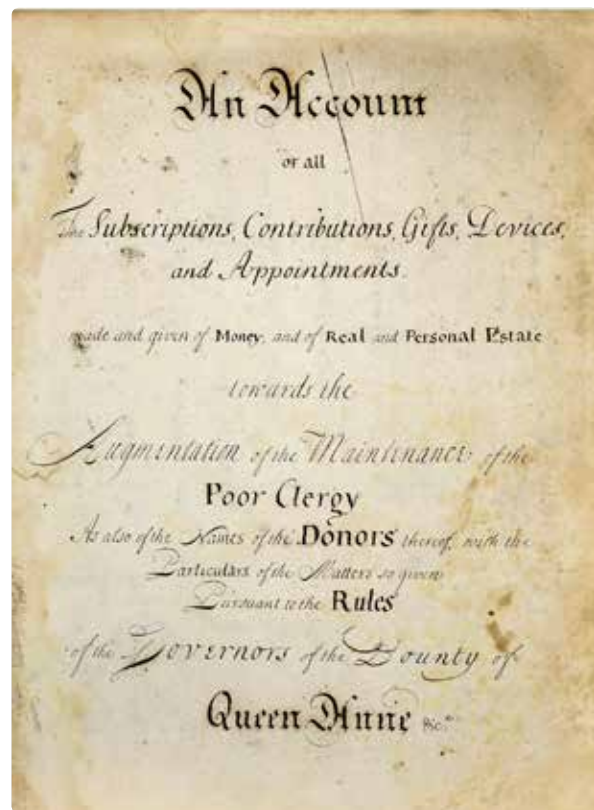 An Account
of all
The Subscriptions, Contributions, Gifts, Devices,
and Appointments.
made and given of Money, and of Real and Personal Estate
towards the
Augmentation of the Maintenance of the
Poor Clergy
As also of the Names of the Donors thereof, with the
Particulars of the Matters so given
Pursuant to the Rules
of the Governors of the Bounty of
Queen Anne &c.